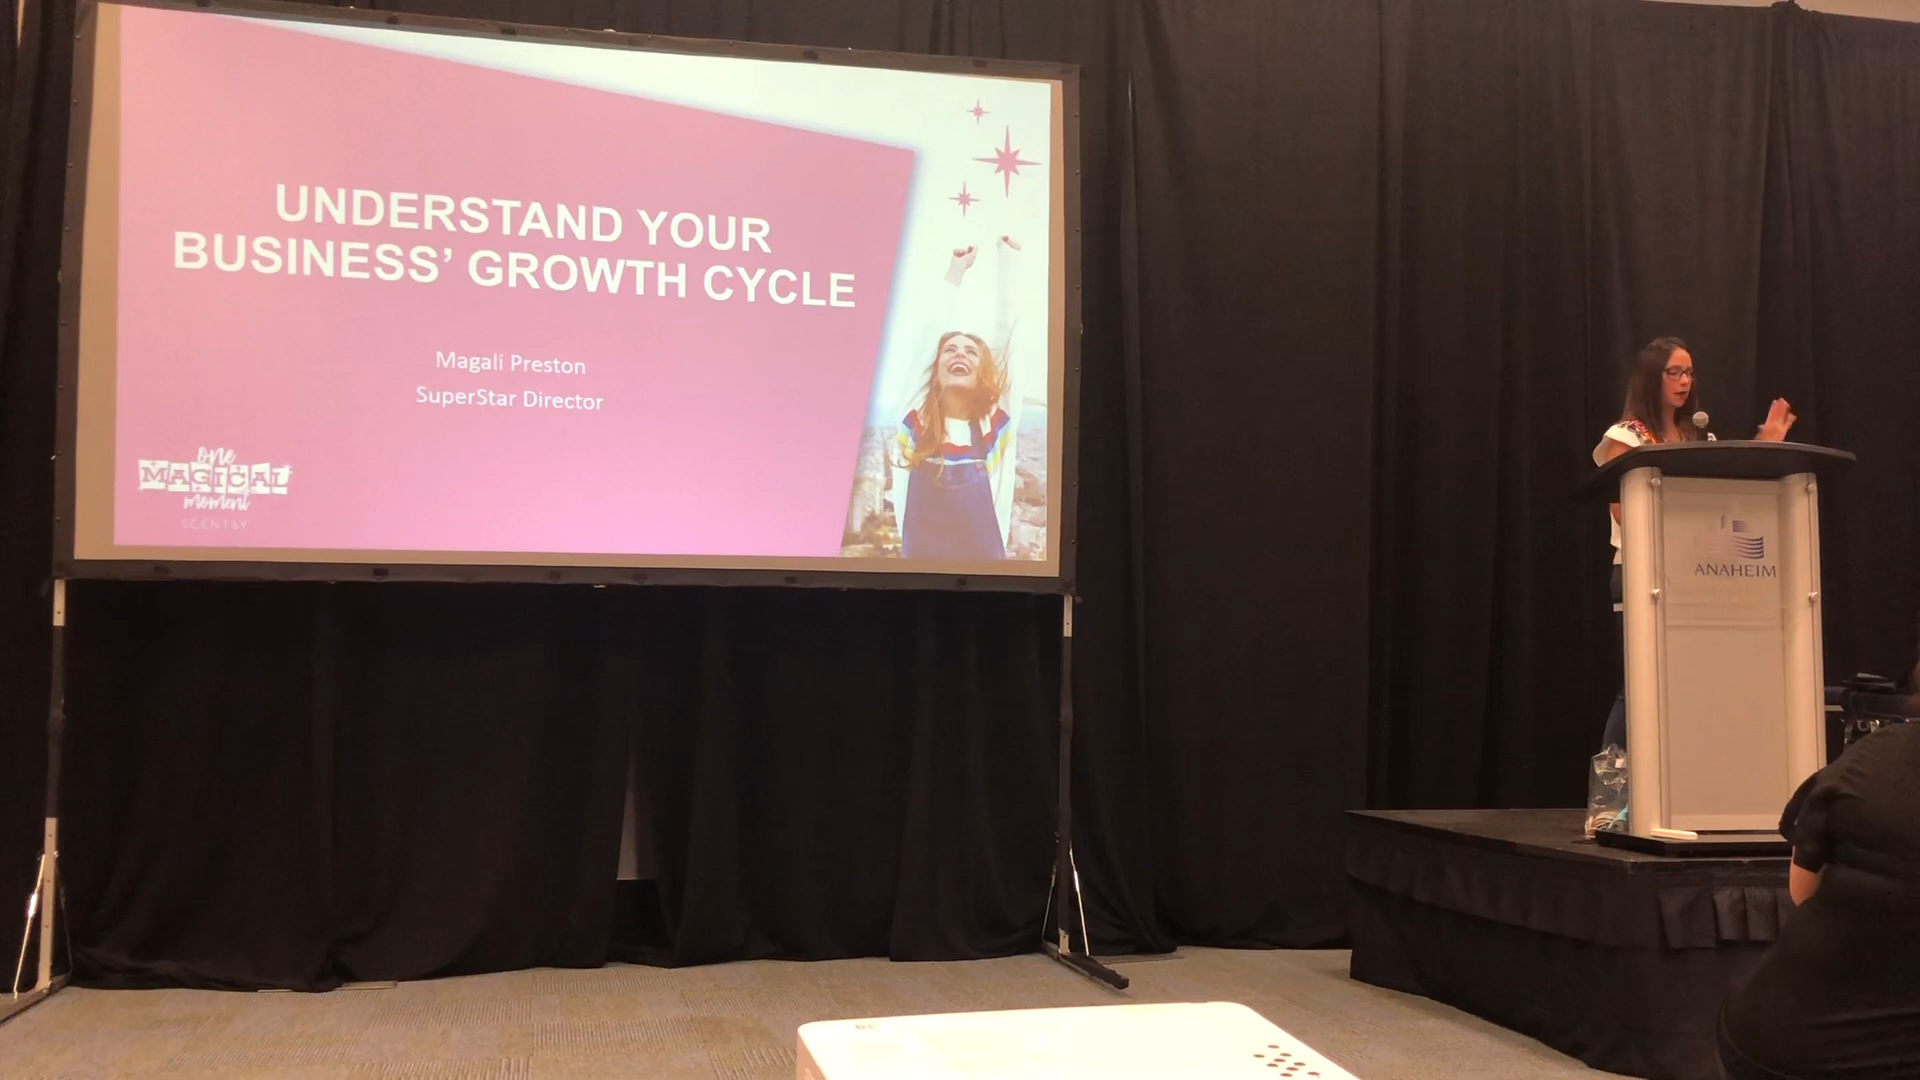 UNDERSTAND YOUR
BUSINESS’ GROWTH CYCLE
Magali Preston
SuperStar Director
one
MAGICAL
moment
SCENTSY
ANAHEIM